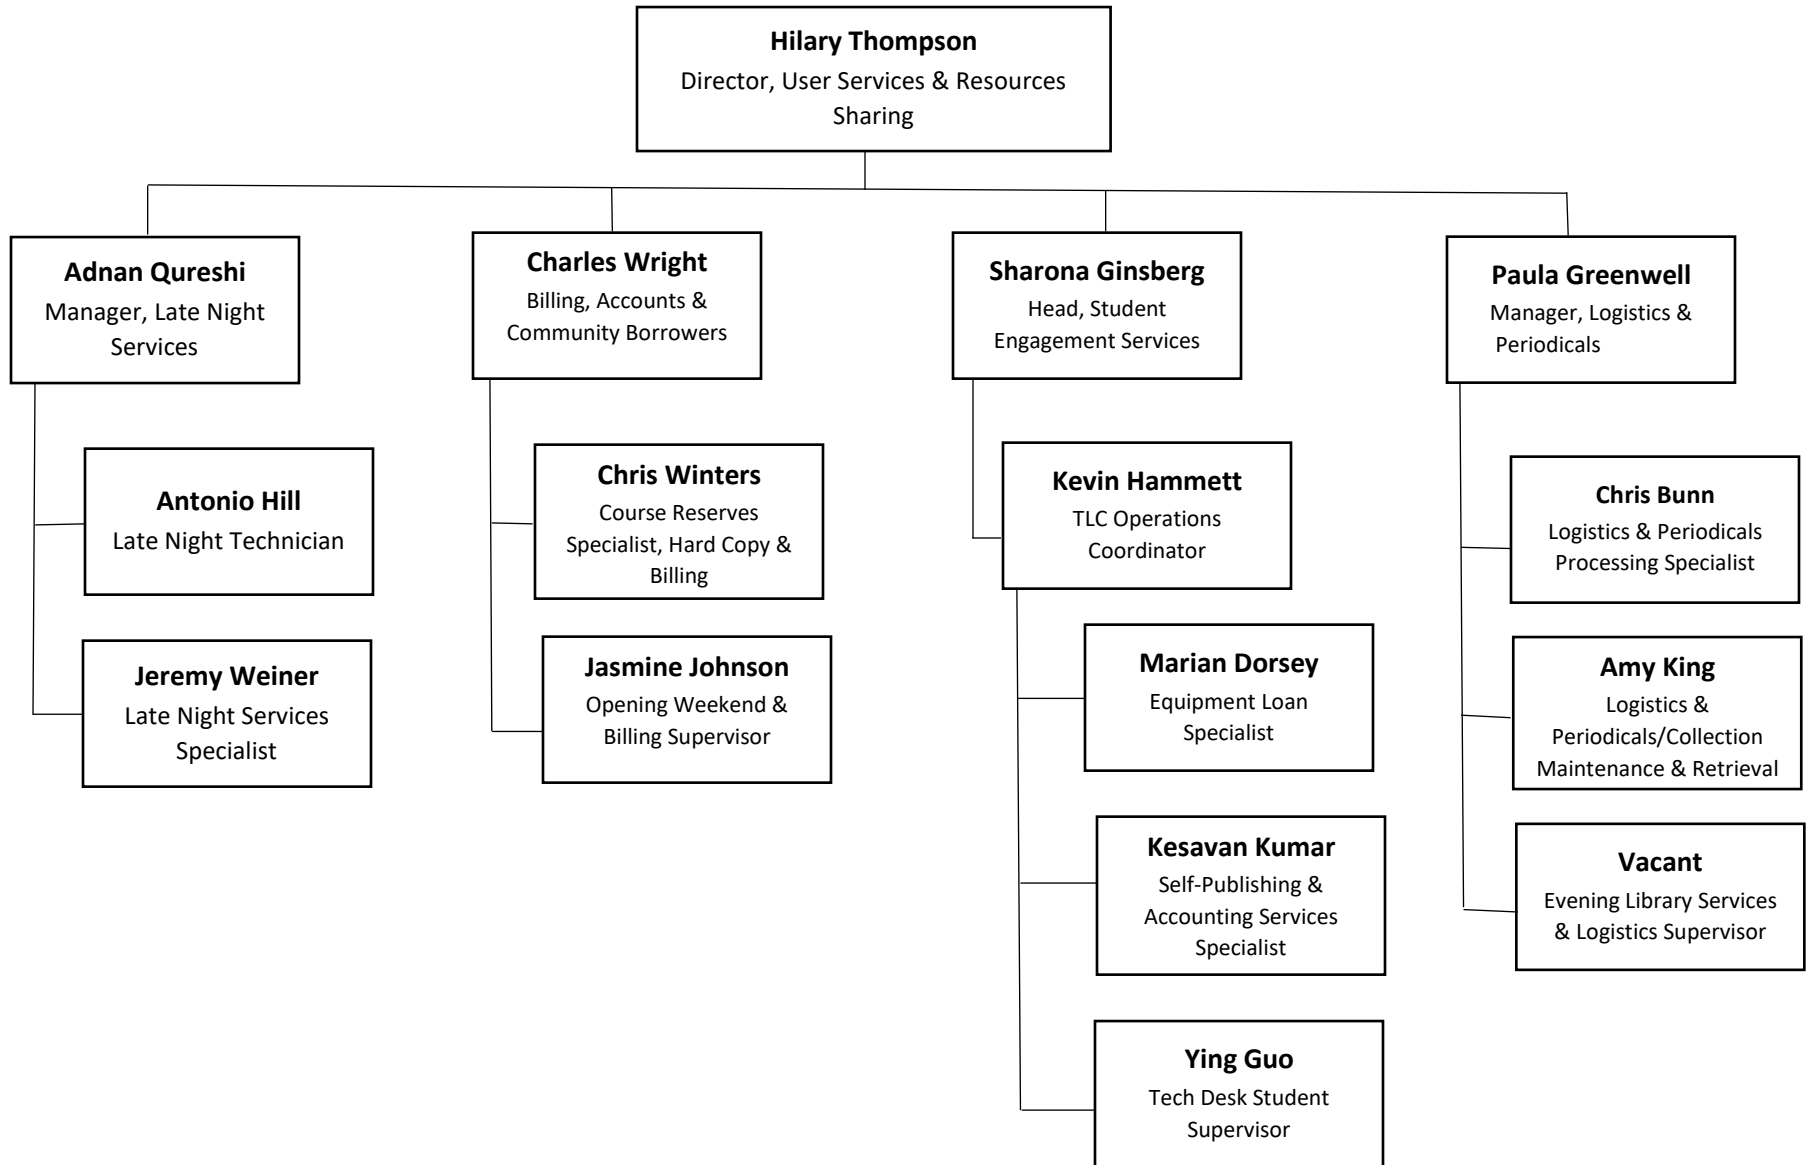 Hilary Thompson
Director, User Services & Resources
Sharing
Adnan Qureshi
Manager, Late Night
Services
Charles Wright
Billing, Accounts &
Community Borrowers
Sharona Ginsberg
Head, Student
Engagement Services
Paula Greenwell
Manager, Logistics &
Periodicals
Antonio Hill
Late Night Technician
Jeremy Weiner
Late Night Services
Specialist
Chris Winters
Course Reserves
Specialist, Hard Copy &
Billing
Jasmine Johnson
Opening Weekend &
Billing Supervisor
Kevin Hammett
TLC Operations
Coordinator
Marian Dorsey
Equipment Loan
Specialist
Kesavan Kumar
Self-Publishing &
Accounting Services
Specialist
Ying Guo
Tech Desk Student
Supervisor
Chris Bunn
Logistics & Periodicals
Processing Specialist
Amy King
Logistics &
Periodicals/Collection
Maintenance & Retrieval
Vacant
Evening Library Services
& Logistics Supervisor